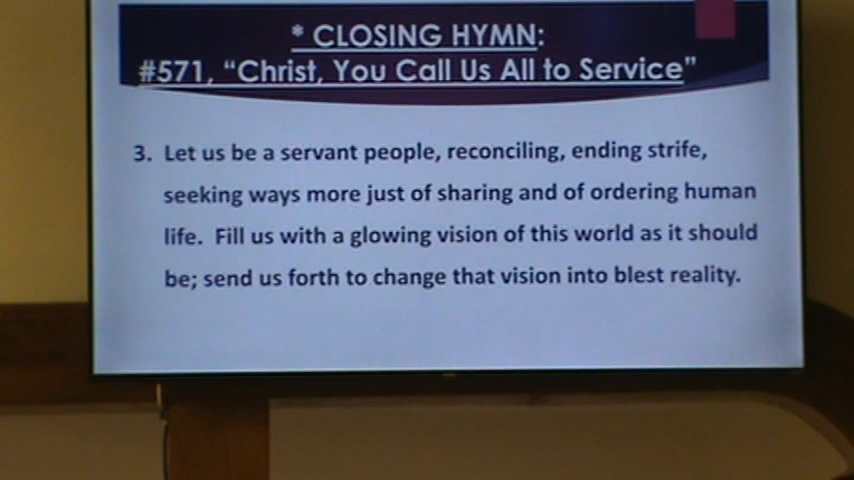 * CLOSING HYMN:
#571, “Christ, You Call Us All to Service”
3. Let us be a servant people, reconciling, ending strife,
seeking ways more just of sharing and of ordering human
life. Fill us with a glowing vision of this world as it should
be; send us forth to change that vision into blest reality.